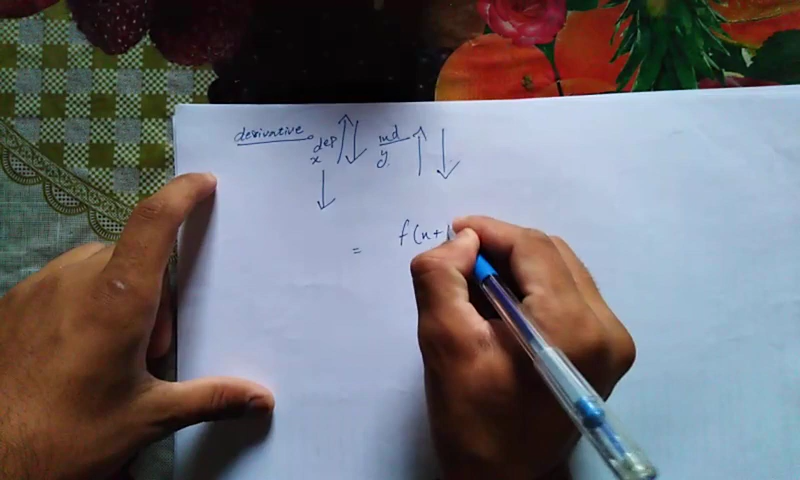 derivative. dep ind
x y
= f(x+